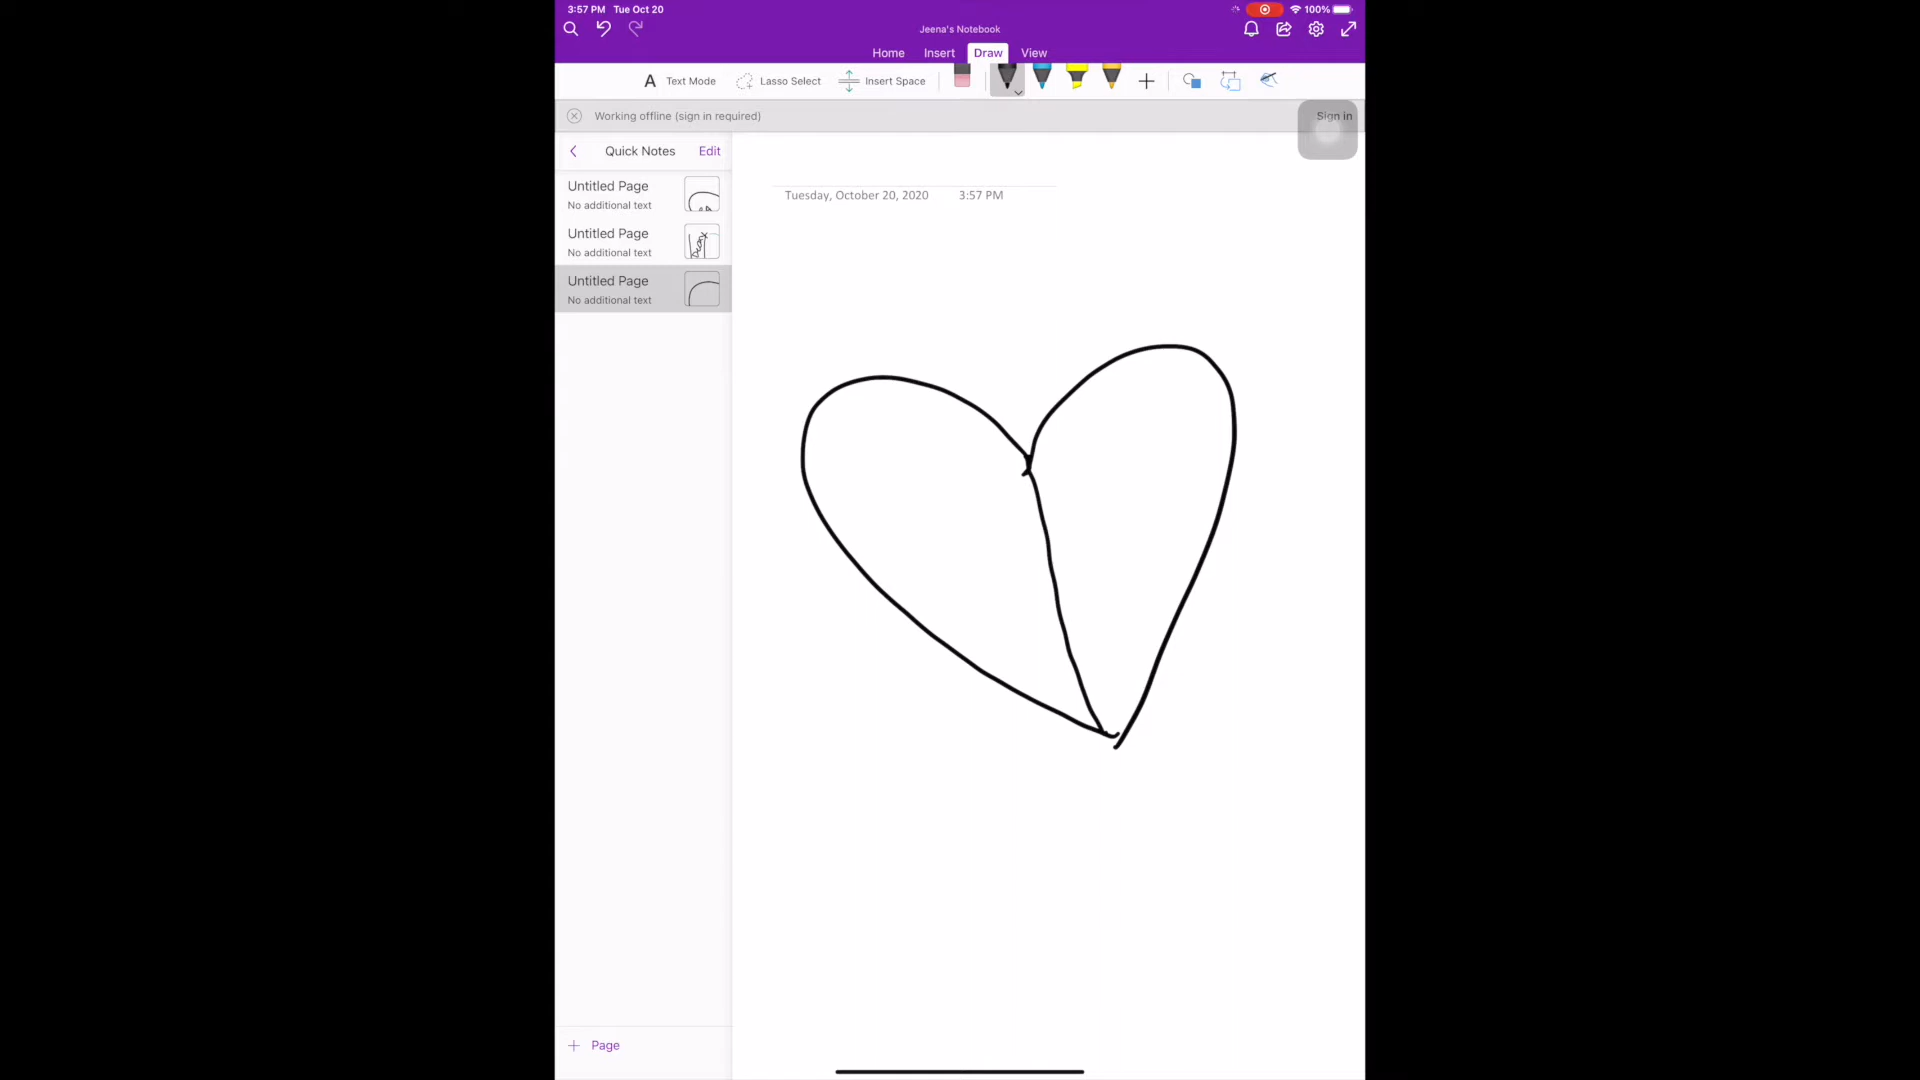 3:57 PM Tue Oct 20 100%
Jeena's Notebook
Home Insert Draw View
A Text Mode Lasso Select Insert Space
Working offline (sign in required) Sign in
Quick Notes Edit
Untitled Page
No additional text
Untitled Page
No additional text
Untitled Page
No additional text
Page
Tuesday, October 20, 2020 3:57 PM